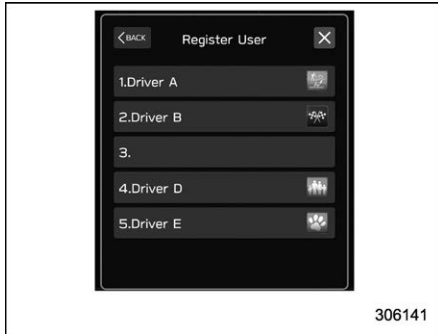 BACK
Register User
1.Driver A
2.Driver B
3.
4.Driver D
5.Driver E
306141